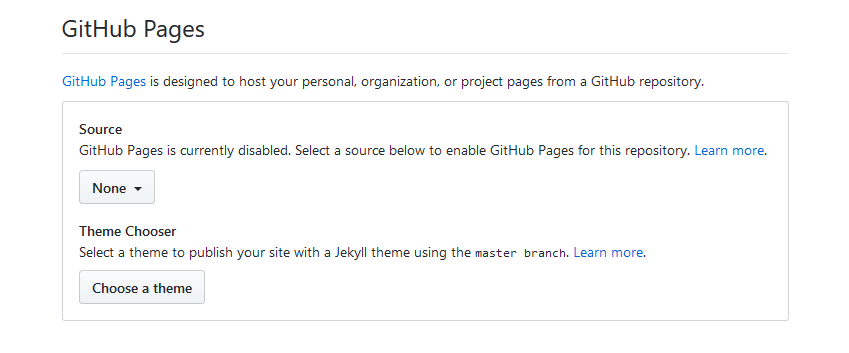 GitHub Pages
GitHub Pages is designed to host your personal, organization, or project pages from a GitHub repository.
Source
GitHub Pages is currently disabled. Select a source below to enable GitHub Pages for this repository. Learn more.
None
Theme Chooser
Select a theme to publish your site with a Jekyll theme using the master branch. Learn more.
Choose a theme